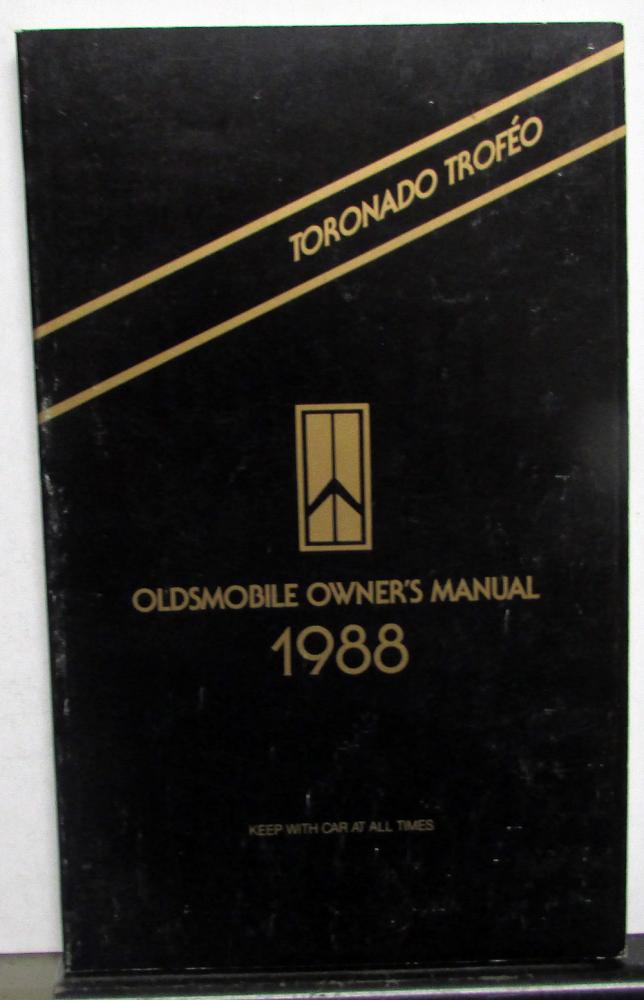 TORONADO TROFÉO
OLDSMOBILE OWNER'S MANUAL
1988
KEEP WITH CAR AT ALL TIMES